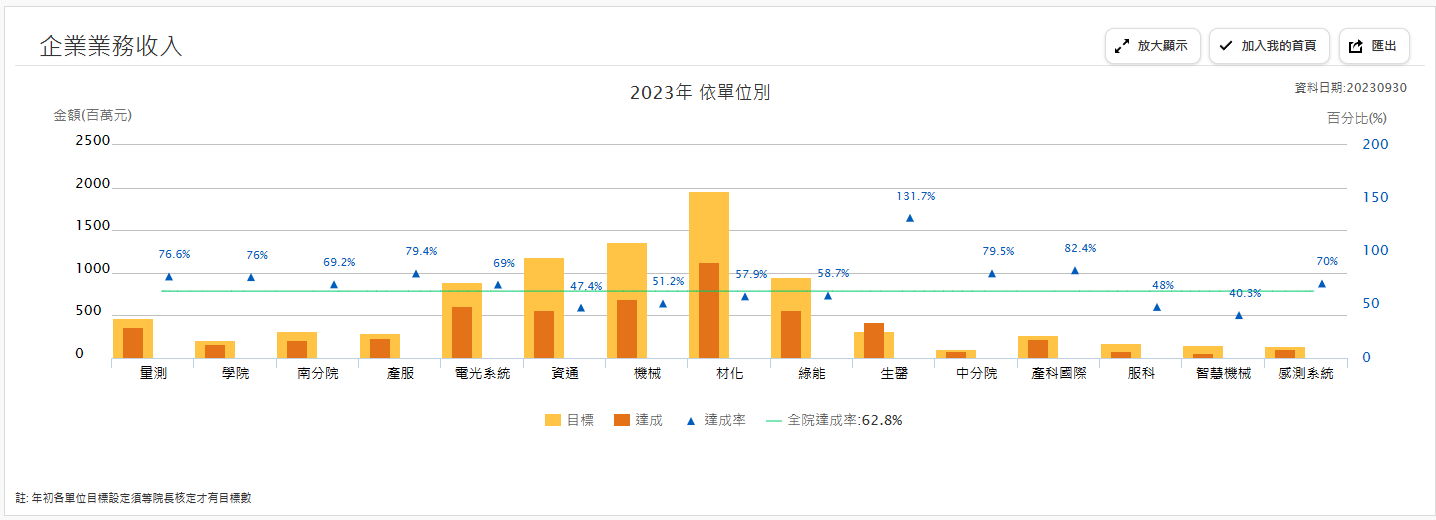 企業業務收入
放大顯示
加入我的首頁
匯出
2023年 依單位別
資料日期:20230930
金額(百萬元)
百分比(%)
2500
2000
1500
1000
500
0
200
150
100
50
0
76.6%
76%
69.2%
79.4%
69%
47.4%
51.2%
57.9%
58.7%
131.7%
79.5%
82.4%
48%
40.3%
70%
量測
學院
南分院
產服
電光系統
資通
機械
材化
綠能
生醫
中分院
產科國際
服科
智慧機械
感測系統
目標
達成
達成率
全院達成率:62.8%
註: 年初各單位目標設定須等院長核定才有目標數